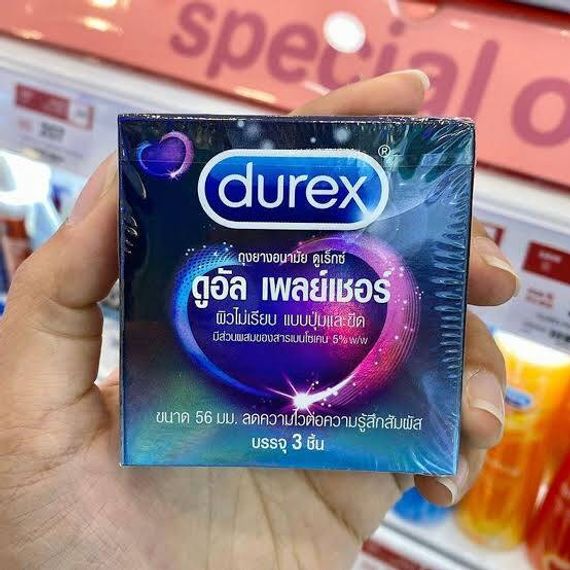 special o
durex®
ถุงยางอนามัย ดูเร็กซ์
ดูอัล เพลย์เชอร์
ผิวไม่เรียบ แบบปุ่มและขีด
มีส่วนผสมของสารเบนโซเคน 5% w/w
ขนาด 56 มม. ลดความไวต่อความรู้สึกสัมผัส
บรรจุ 3 ชิ้น